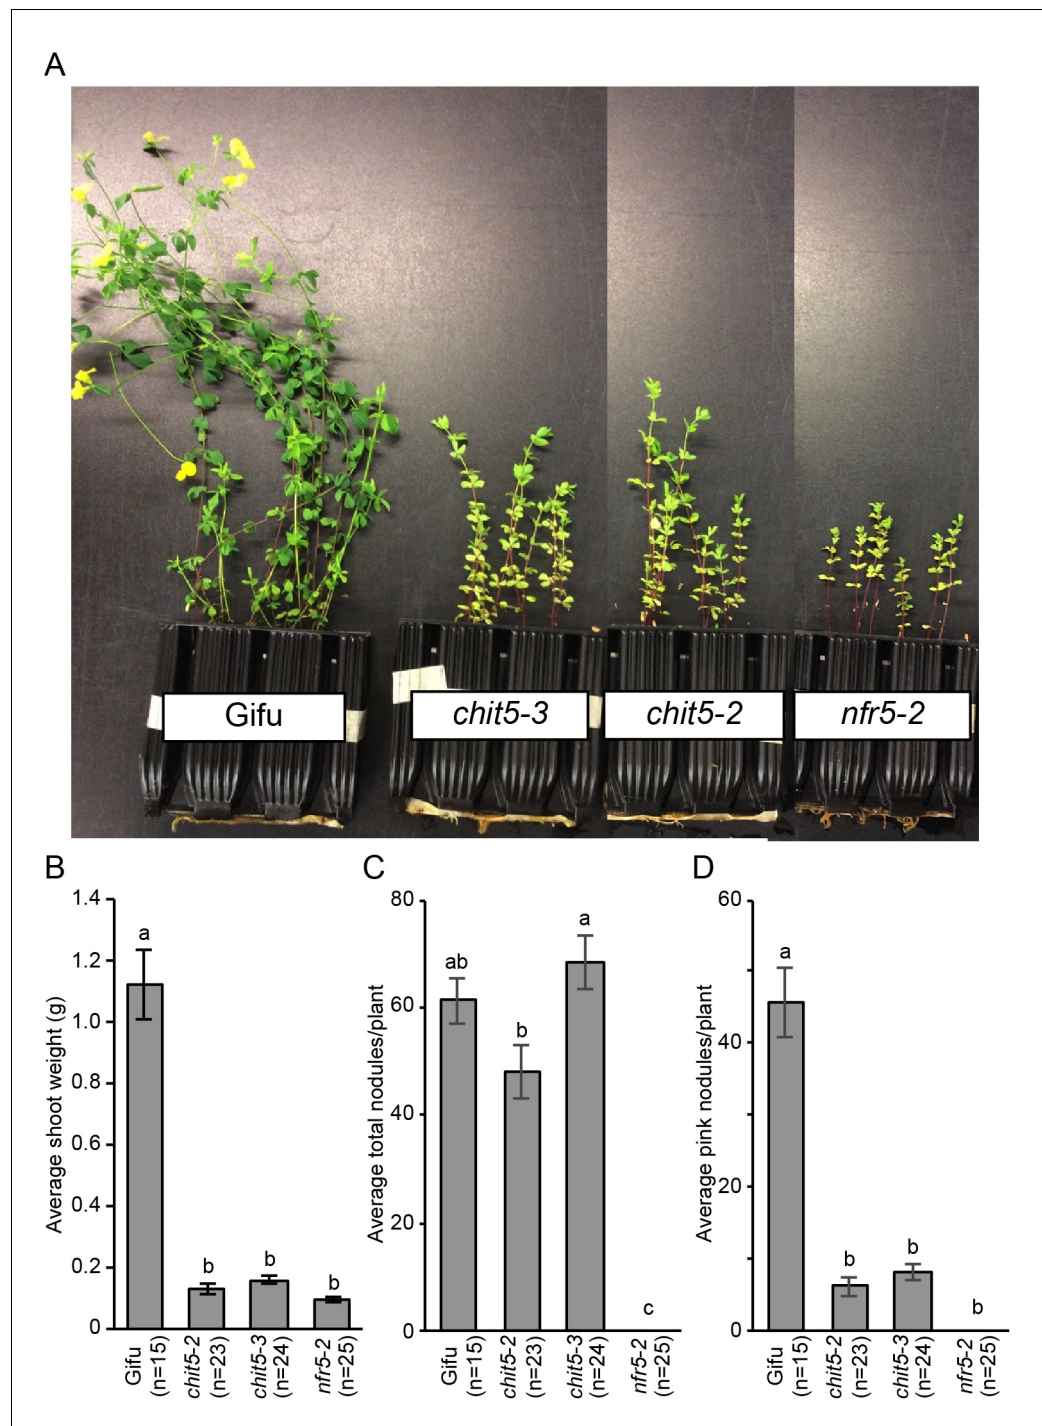 A
Gifu
chit5-3
chit5-2
nfr5-2
B
Average shoot weight (g)
1.4
1.2
1.0
0.8
0.6
0.4
0.2
0
a
b
b
b
Gifu
(n=15)
chit5-2
(n=23)
chit5-3
(n=24)
nfr5-2
(n=25)
C
Average total nodules/plant
80
60
40
20
0
ab
b
a
c
Gifu
(n=15)
chit5-2
(n=23)
chit5-3
(n=24)
nfr5-2
(n=25)
D
Average pink nodules/plant
60
40
20
0
a
b
b
b
Gifu
(n=15)
chit5-2
(n=23)
chit5-3
(n=24)
nfr5-2
(n=25)